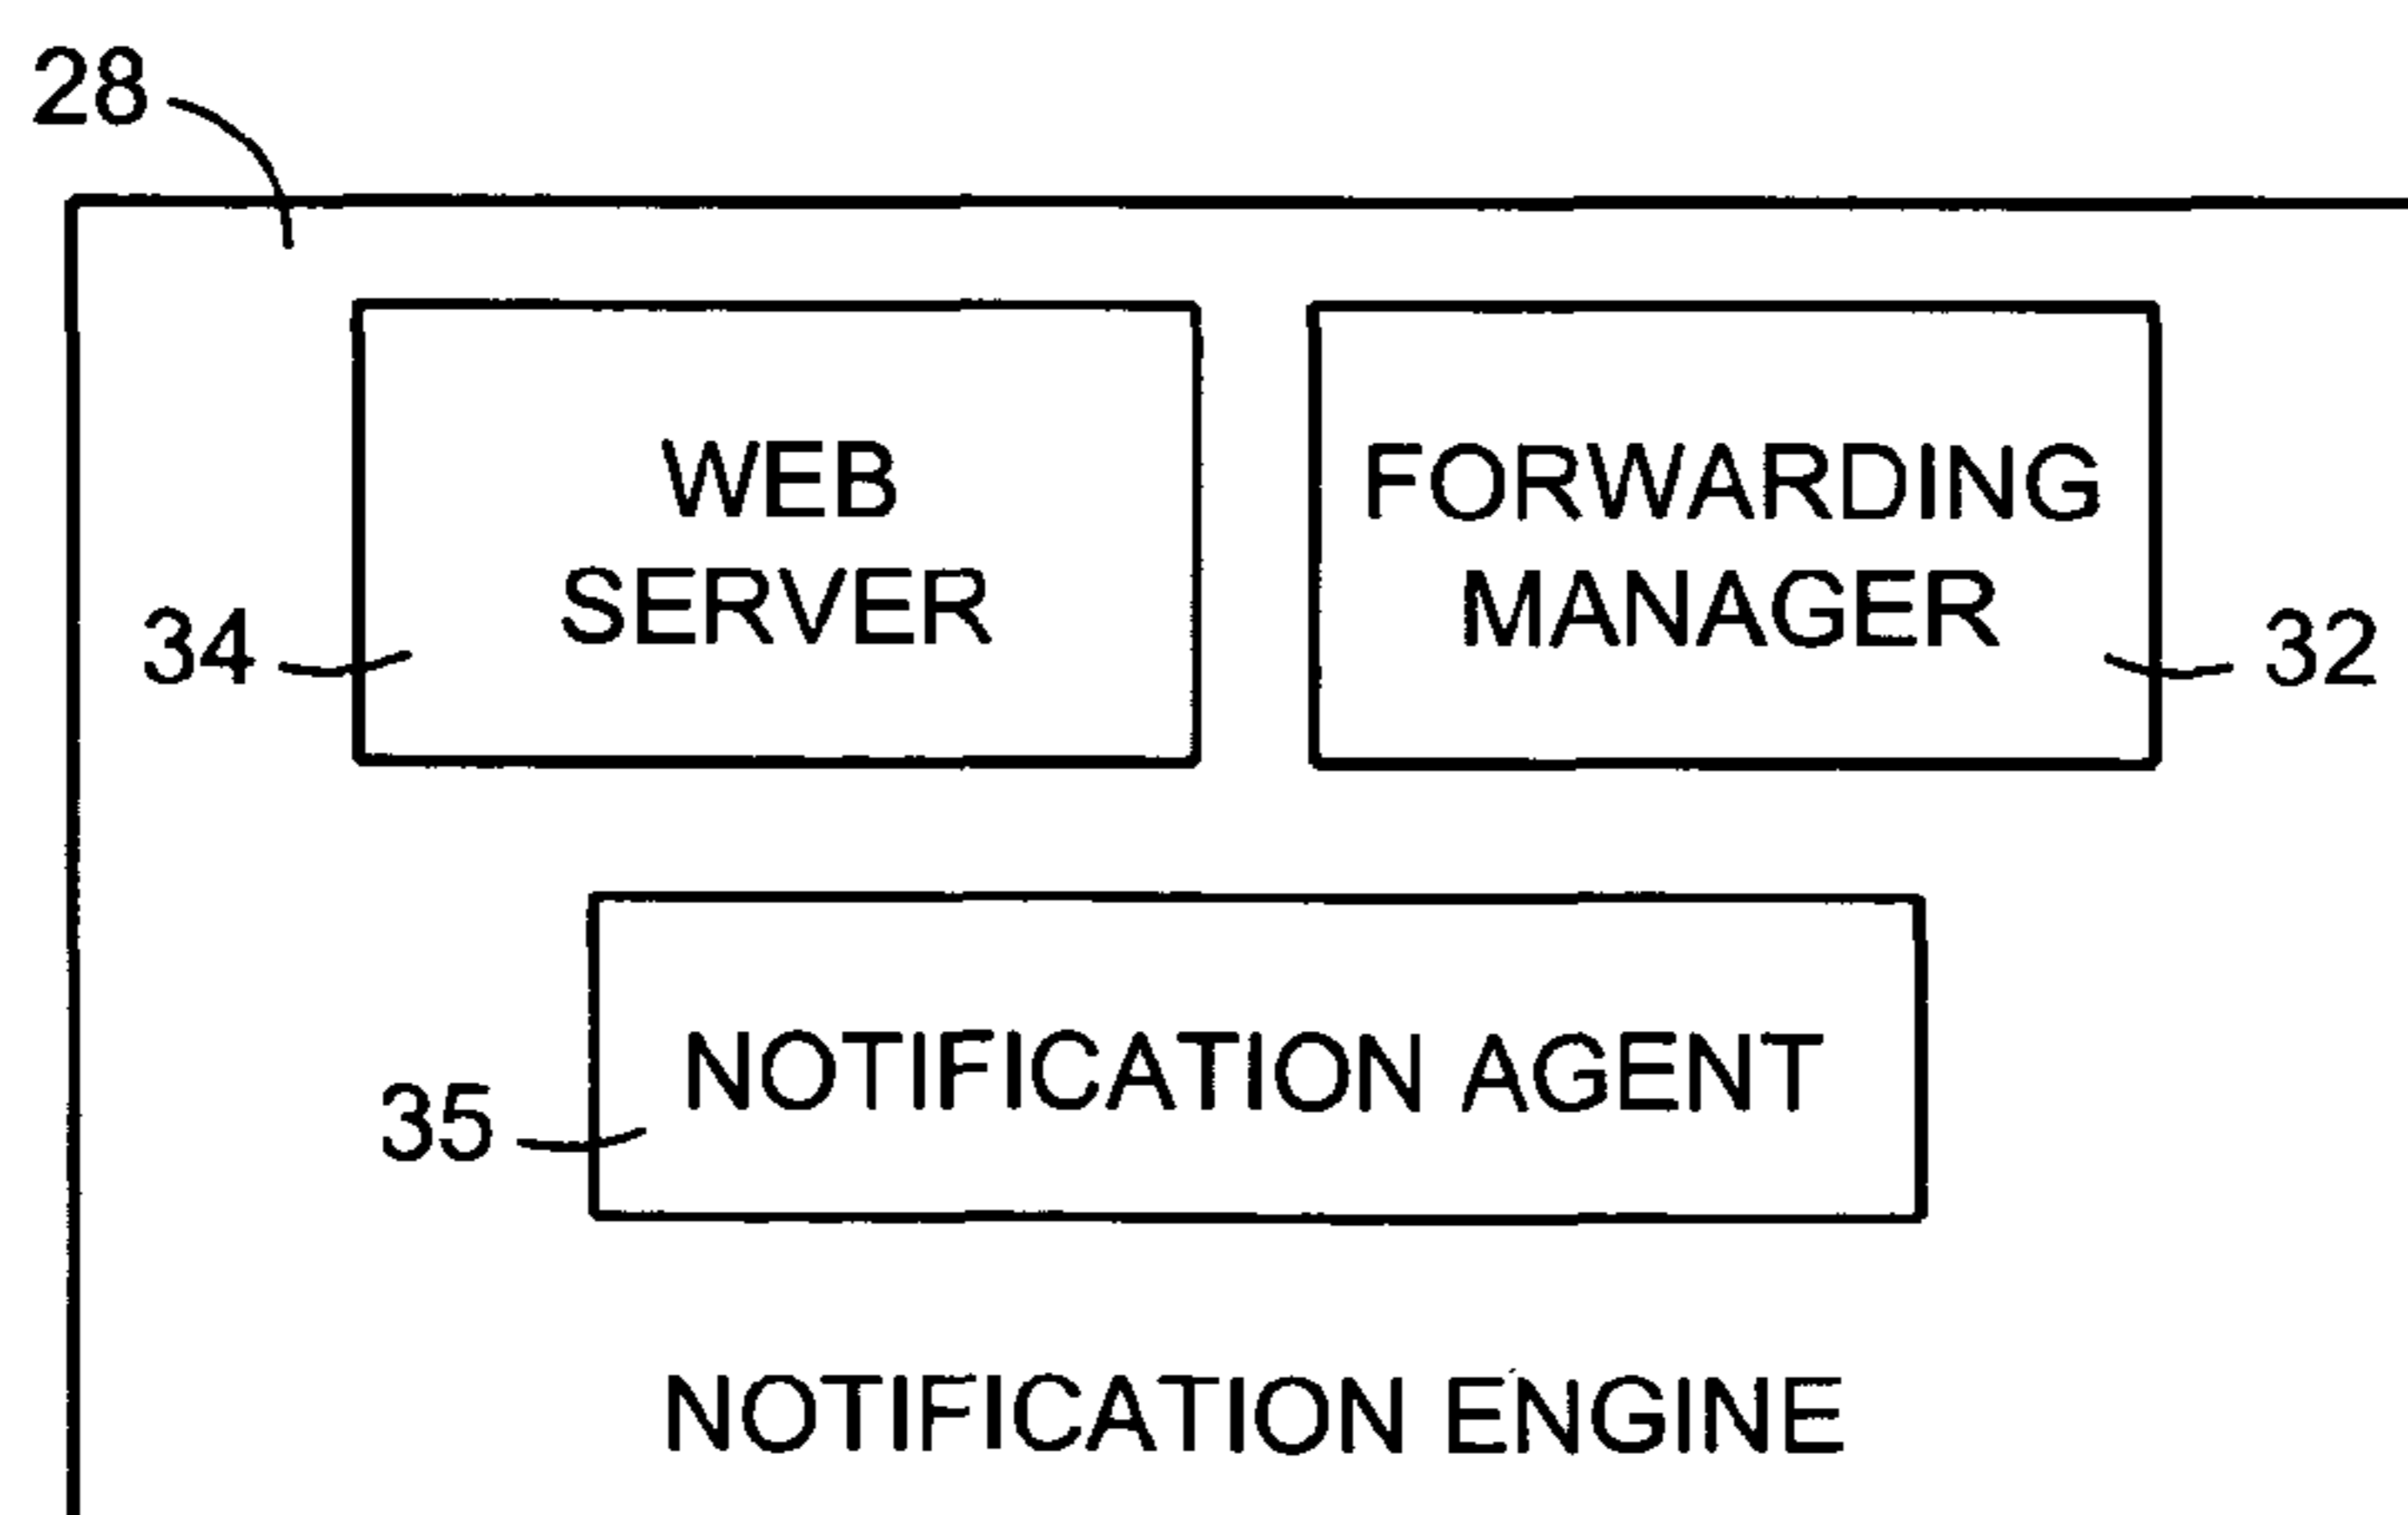 28
WEB
SERVER
34
FORWARDING
MANAGER
32
NOTIFICATION AGENT
35
NOTIFICATION ENGINE